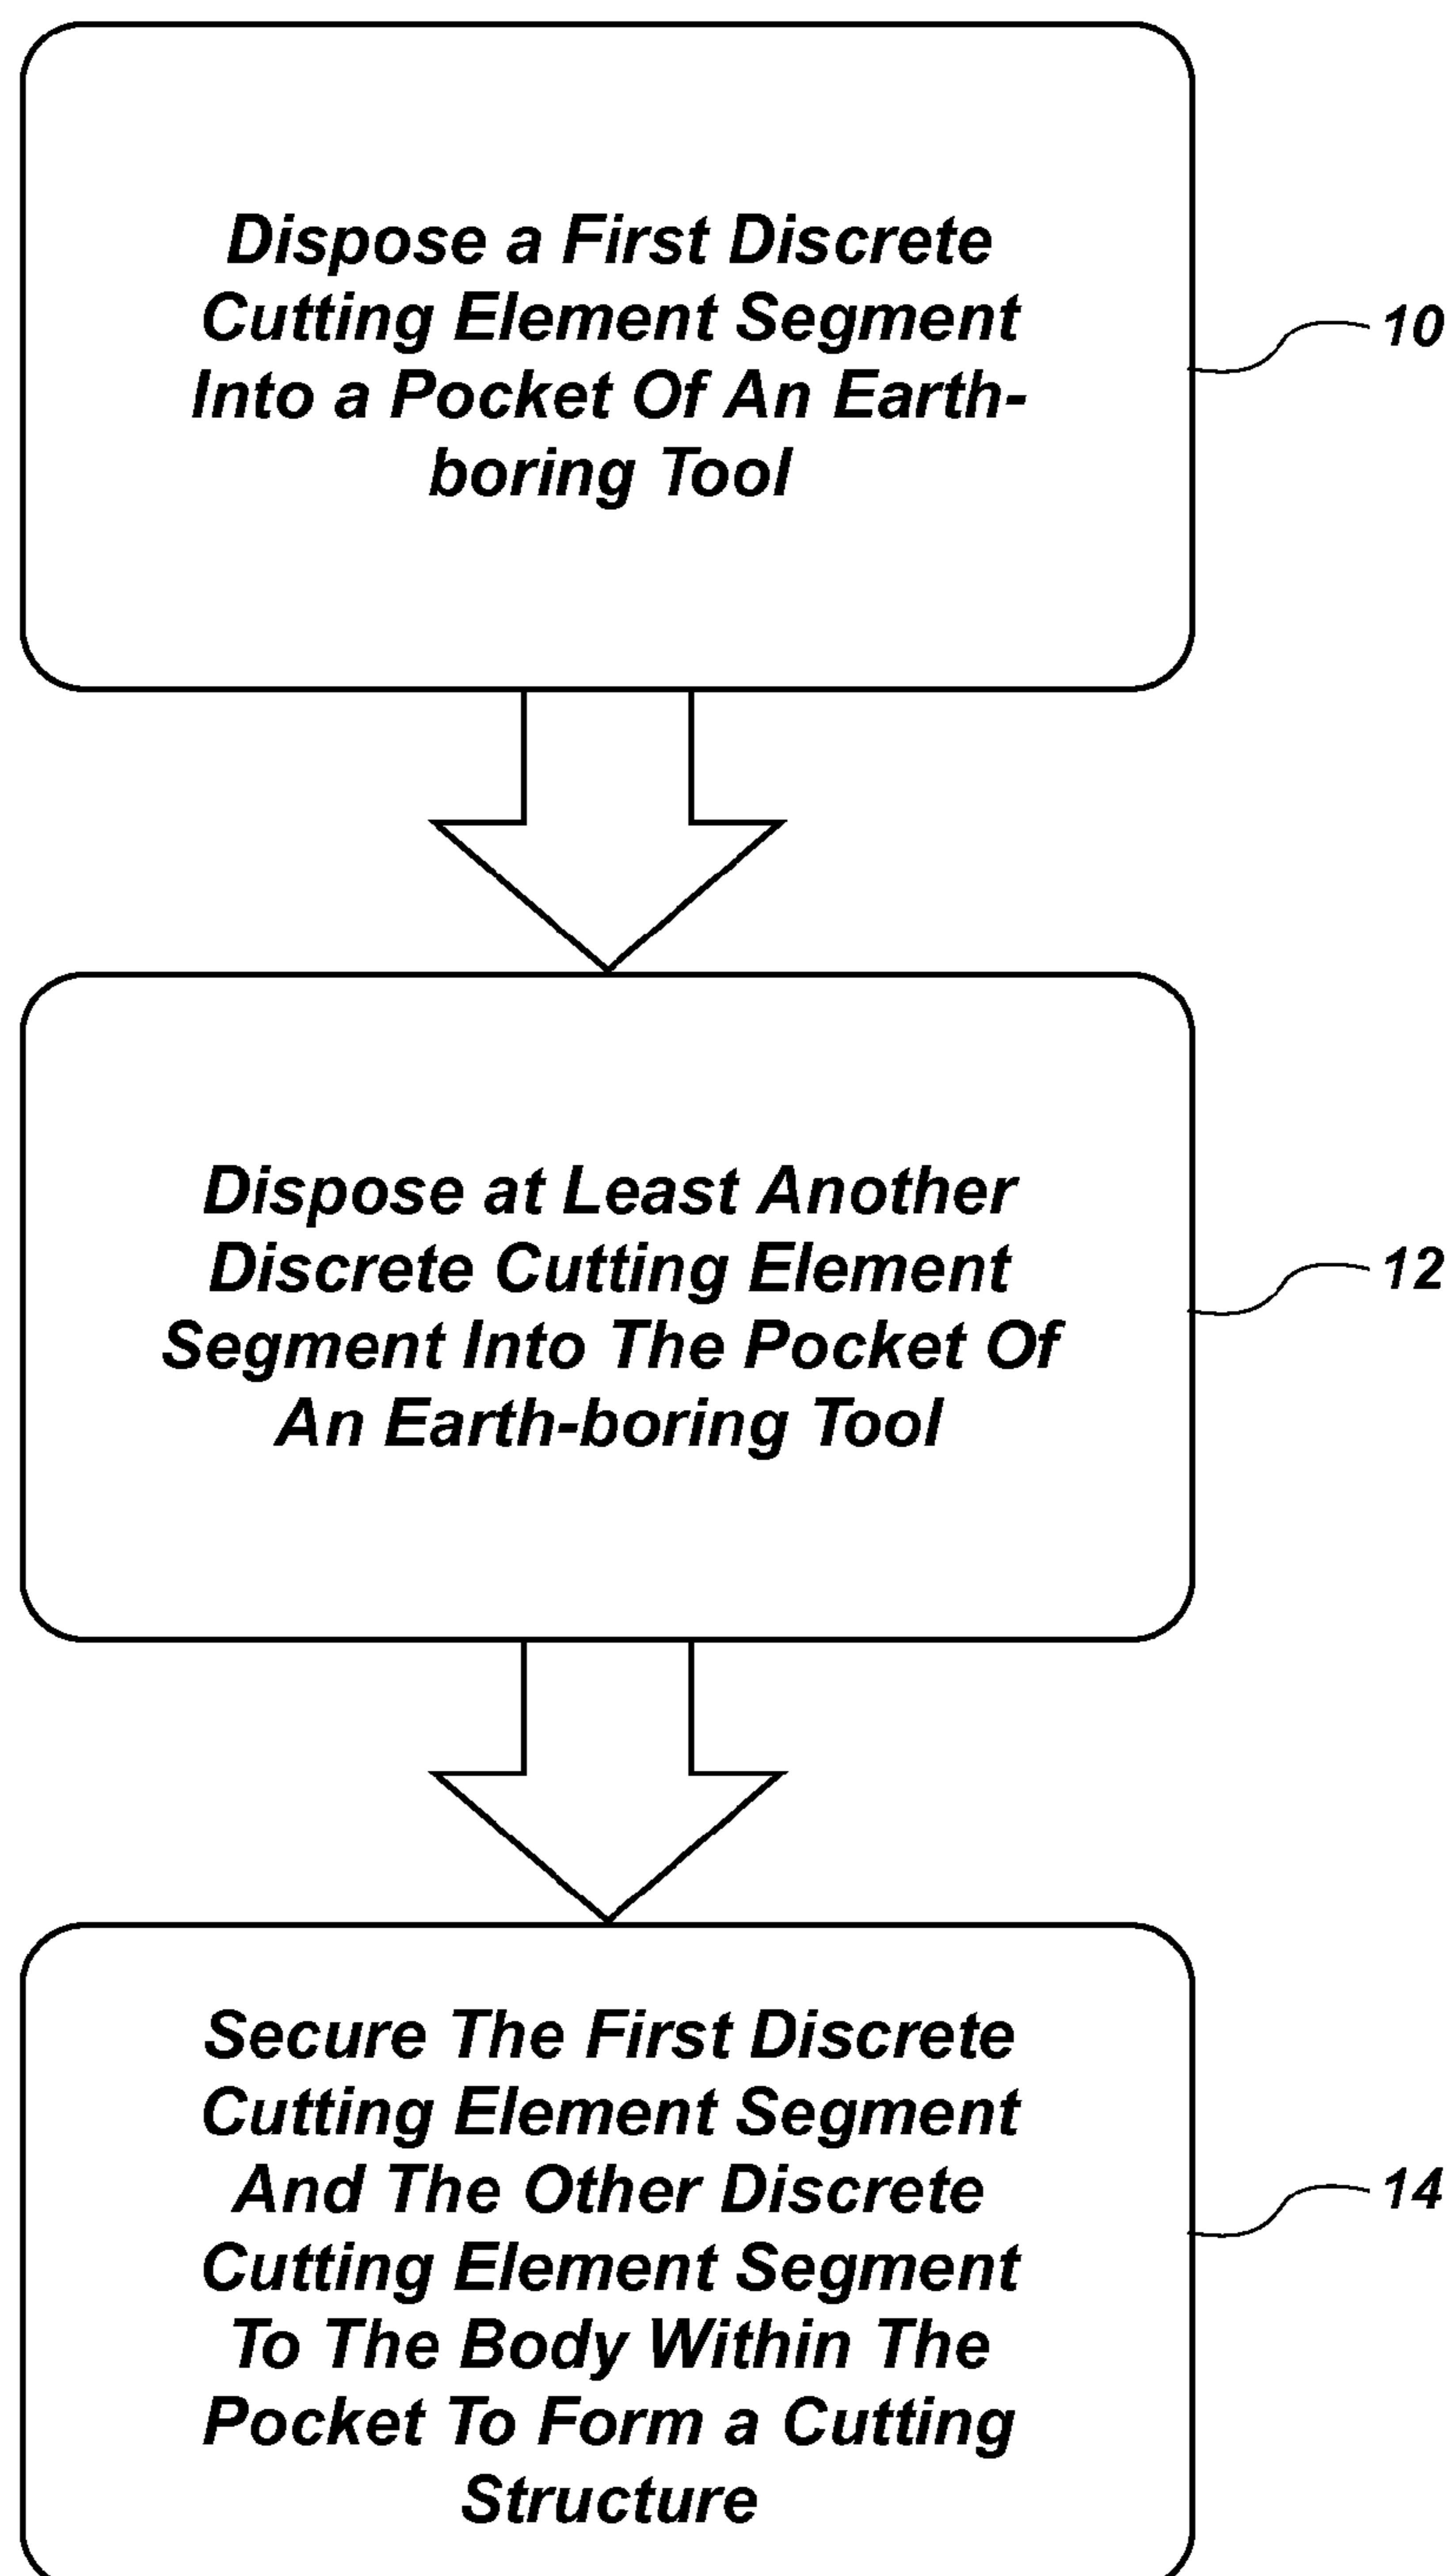 Dispose a First Discrete
Cutting Element Segment
Into a Pocket Of An Earth-
boring Tool
10
Dispose at Least Another
Discrete Cutting Element
Segment Into The Pocket Of
An Earth-boring Tool
12
Secure The First Discrete
Cutting Element Segment
And The Other Discrete
Cutting Element Segment
To The Body Within The
Pocket To Form a Cutting
Structure
14